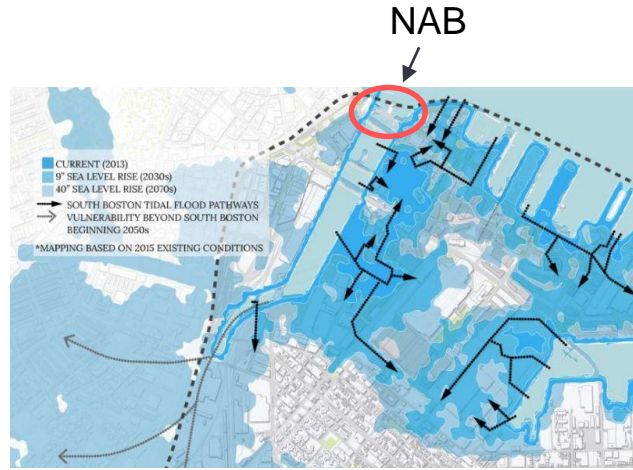 NAB
CURRENT (2013)
9" SEA LEVEL RISE (2030s)
40" SEA LEVEL RISE (2070s)
SOUTH BOSTON TIDAL FLOOD PATHWAYS
VULNERABILITY BEYOND SOUTH BOSTON
BEGINNING 2050s
*MAPPING BASED ON 2015 EXISTING CONDITIONS